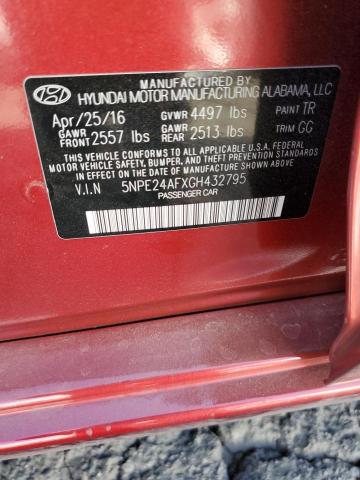 MANUFACTURED BY
HYUNDAI MOTOR MANUFACTURING ALABAMA, LLC
Apr/25/16 GVWR 4497 lbs PAINT TR
GAWR FRONT 2557 lbs GAWR REAR 2513 lbs TRIM GG
THIS VEHICLE CONFORMS TO ALL APPLICABLE U.S.A. FEDERAL
MOTOR VEHICLE SAFETY, BUMPER, AND THEFT PREVENTION STANDARDS
IN EFFECT ON THE DATE OF MANUFACTURE SHOWN ABOVE.
V.I.N 5NPE24AFXGH432795
PASSENGER CAR